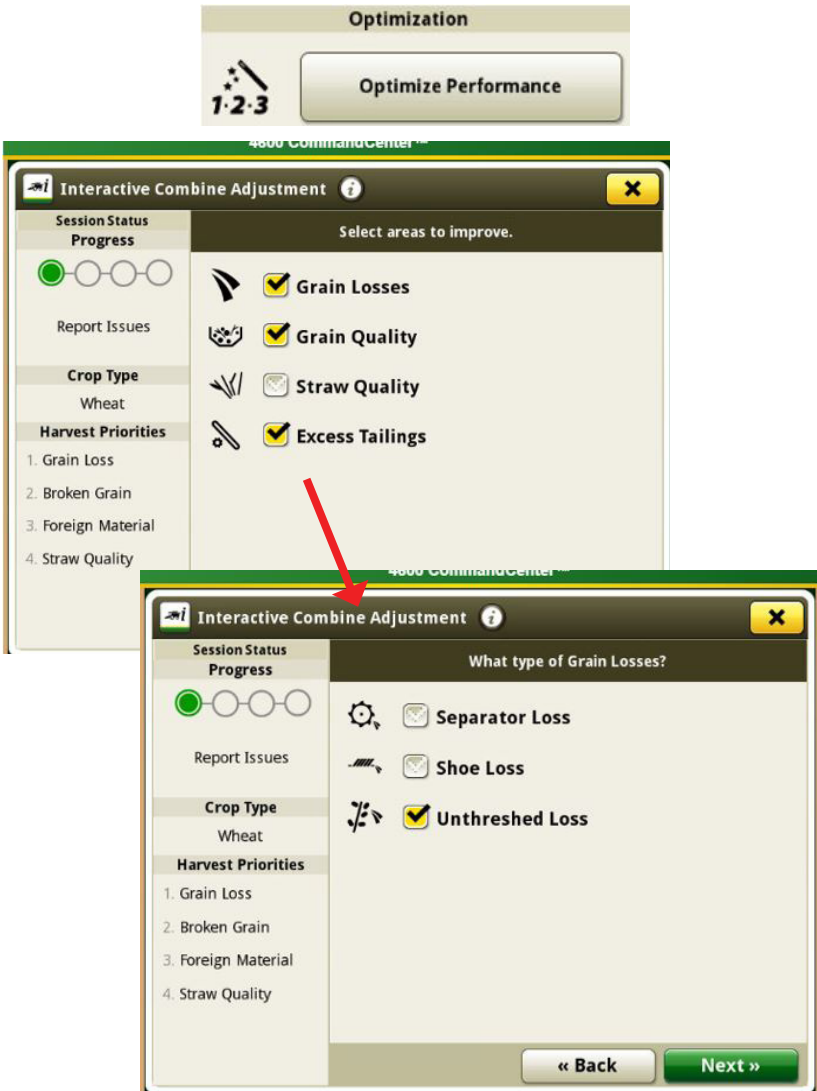 Optimization
1·2·3
Optimize Performance
4600 CommandCenter™
i Interactive Combine Adjustment i
Session Status
Progress
Report Issues
Crop Type
Wheat
Harvest Priorities
1. Grain Loss
2. Broken Grain
3. Foreign Material
4. Straw Quality
Select areas to improve.
Grain Losses
Grain Quality
Straw Quality
Excess Tailings
4600 CommandCenter™
i Interactive Combine Adjustment i
Session Status
Progress
Report Issues
Crop Type
Wheat
Harvest Priorities
1. Grain Loss
2. Broken Grain
3. Foreign Material
4. Straw Quality
What type of Grain Losses?
Separator Loss
Shoe Loss
Unthreshed Loss
« Back
Next »